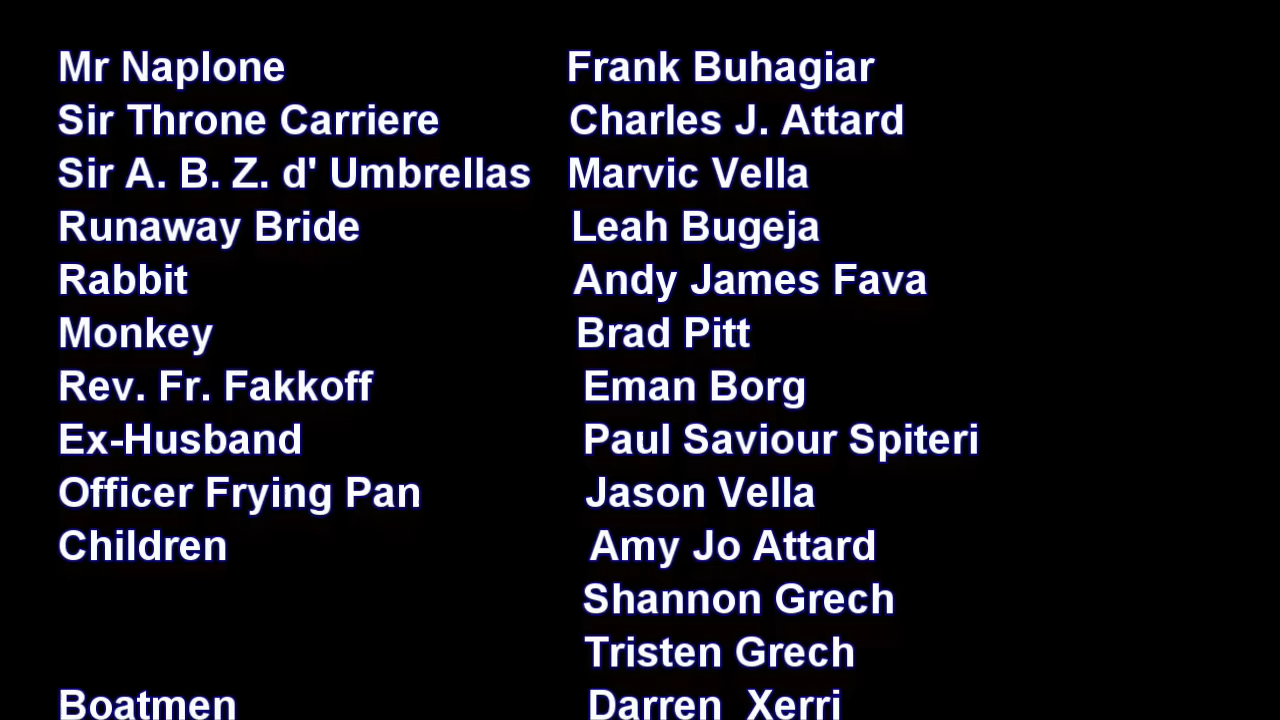 Mr Naplone Frank Buhagiar
Sir Throne Carriere Charles J. Attard
Sir A. B. Z. d' Umbrellas Marvic Vella
Runaway Bride Leah Bugeja
Rabbit Andy James Fava
Monkey Brad Pitt
Rev. Fr. Fakkoff Eman Borg
Ex-Husband Paul Saviour Spiteri
Officer Frying Pan Jason Vella
Children Amy Jo Attard
Shannon Grech
Tristen Grech
Boatmen Darren Xerri